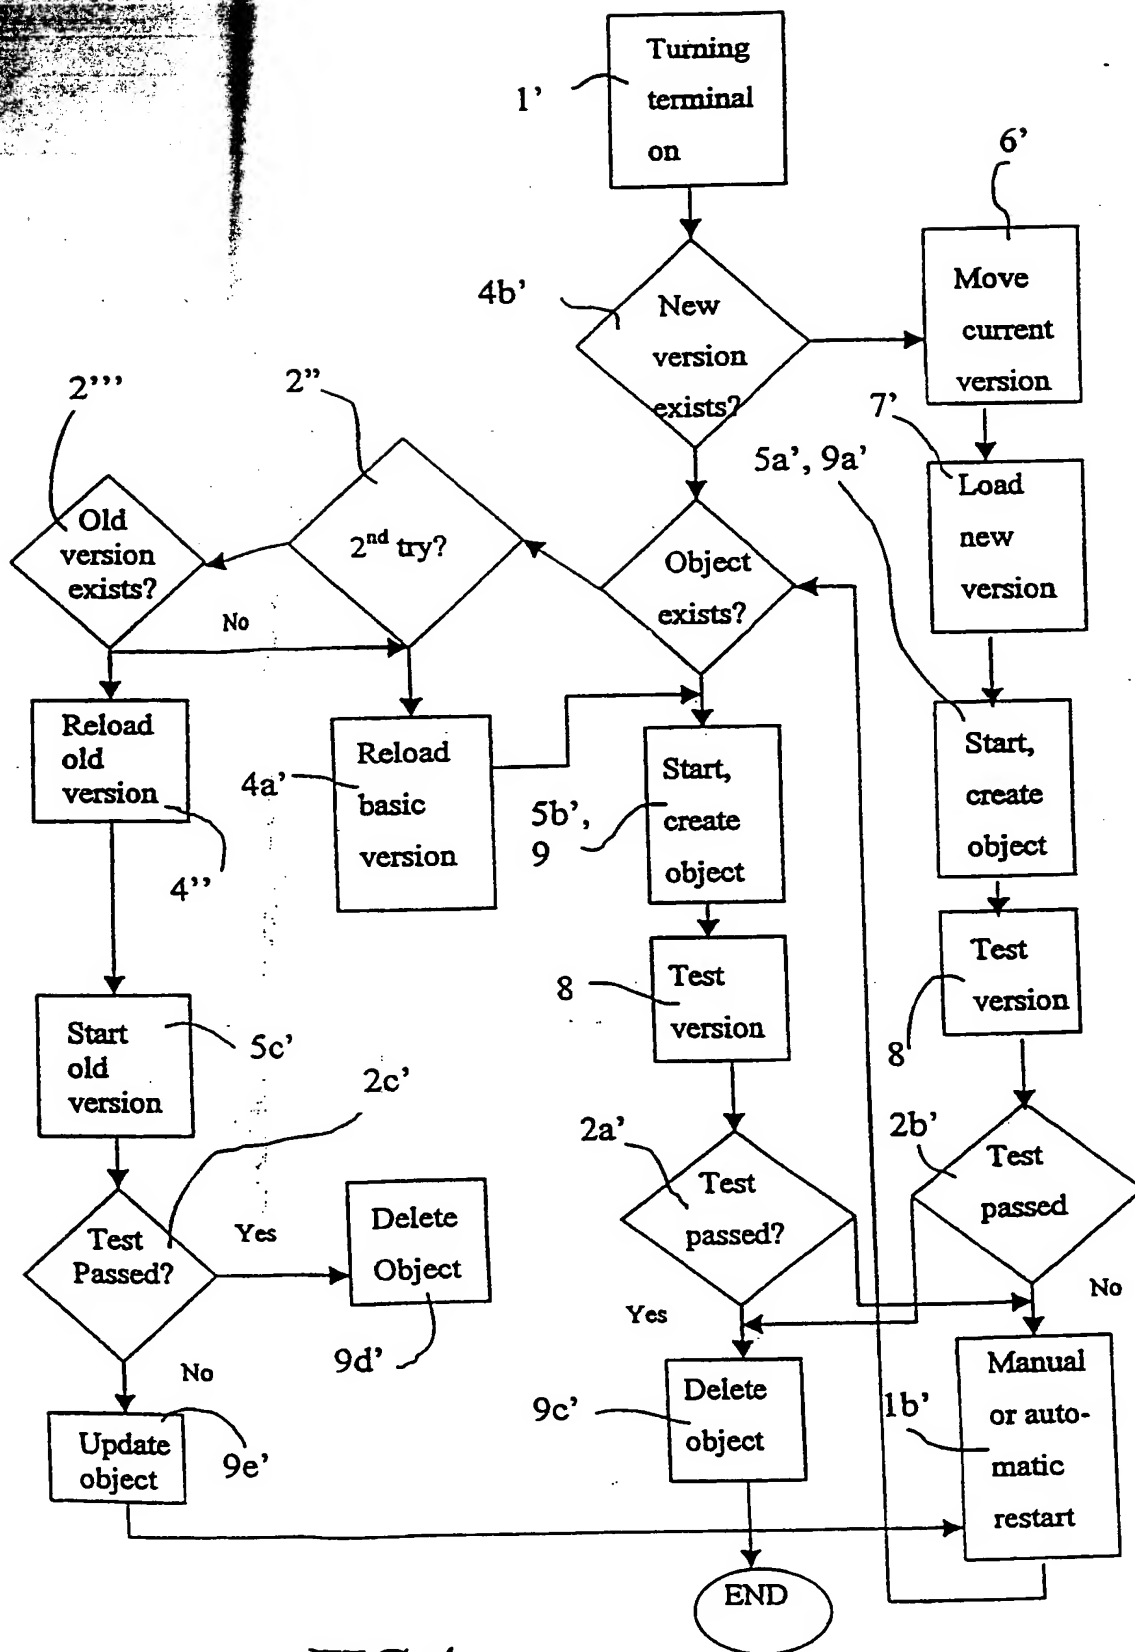 Turning
terminal
on
1'
6'
Move
current
version
4b'
New
version
exists?
2'''
2''
7'
5a', 9a'
Load
new
version
Old
version
exists?
2nd try?
Object
exists?
No
Reload
old
version
4''
4a'
Reload
basic
version
5b',
9
Start,
create
object
Start,
create
object
8
Test
version
Test
version
8
Start
old
version
5c'
2c'
2a'
Test
passed?
2b'
Test
passed
Test
Passed?
Yes
Delete
Object
9d'
No
Yes
No
Update
object
9e'
9c'
Delete
object
1b'
Manual
or auto-
matic
restart
END